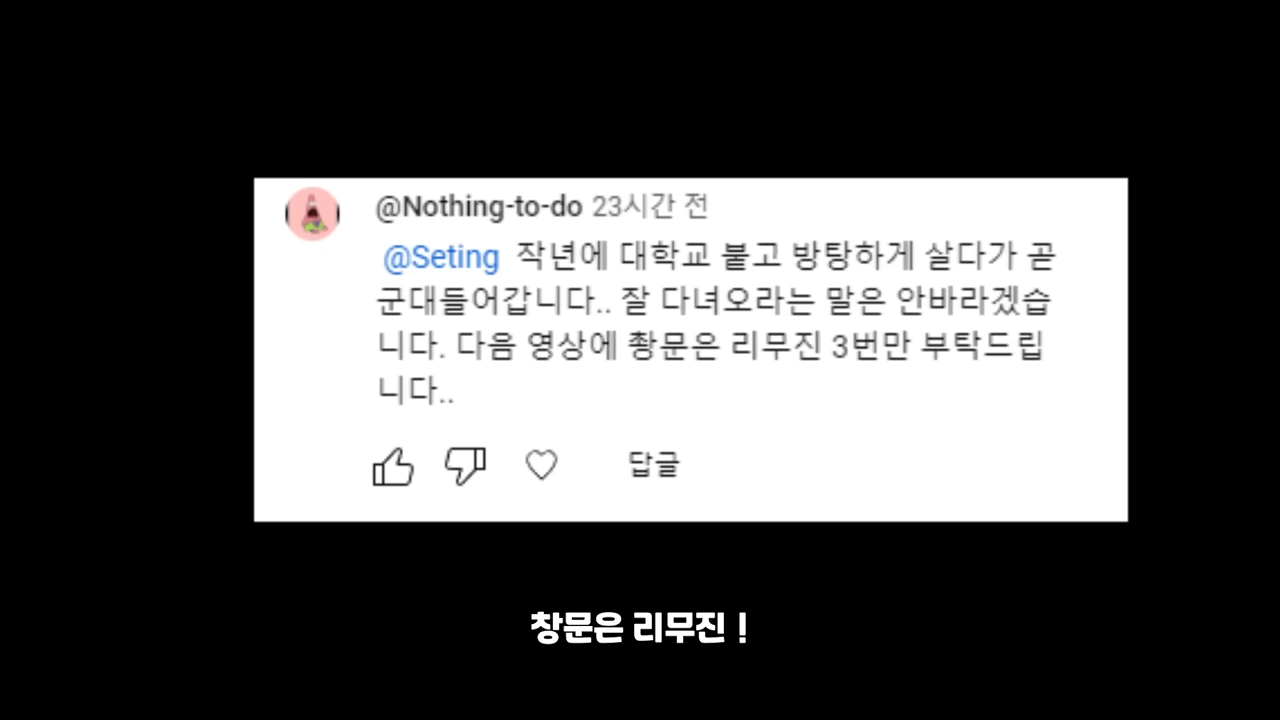 @Nothing-to-do 23시간 전
@Seting 작년에 대학교 붙고 방탕하게 살다가 곧
군대들어갑니다.. 잘 다녀오라는 말은 안바라겠습
니다. 다음 영상에 촹문은 리무진 3번만 부탁드립
니다..
답글
창문은 리무진 !